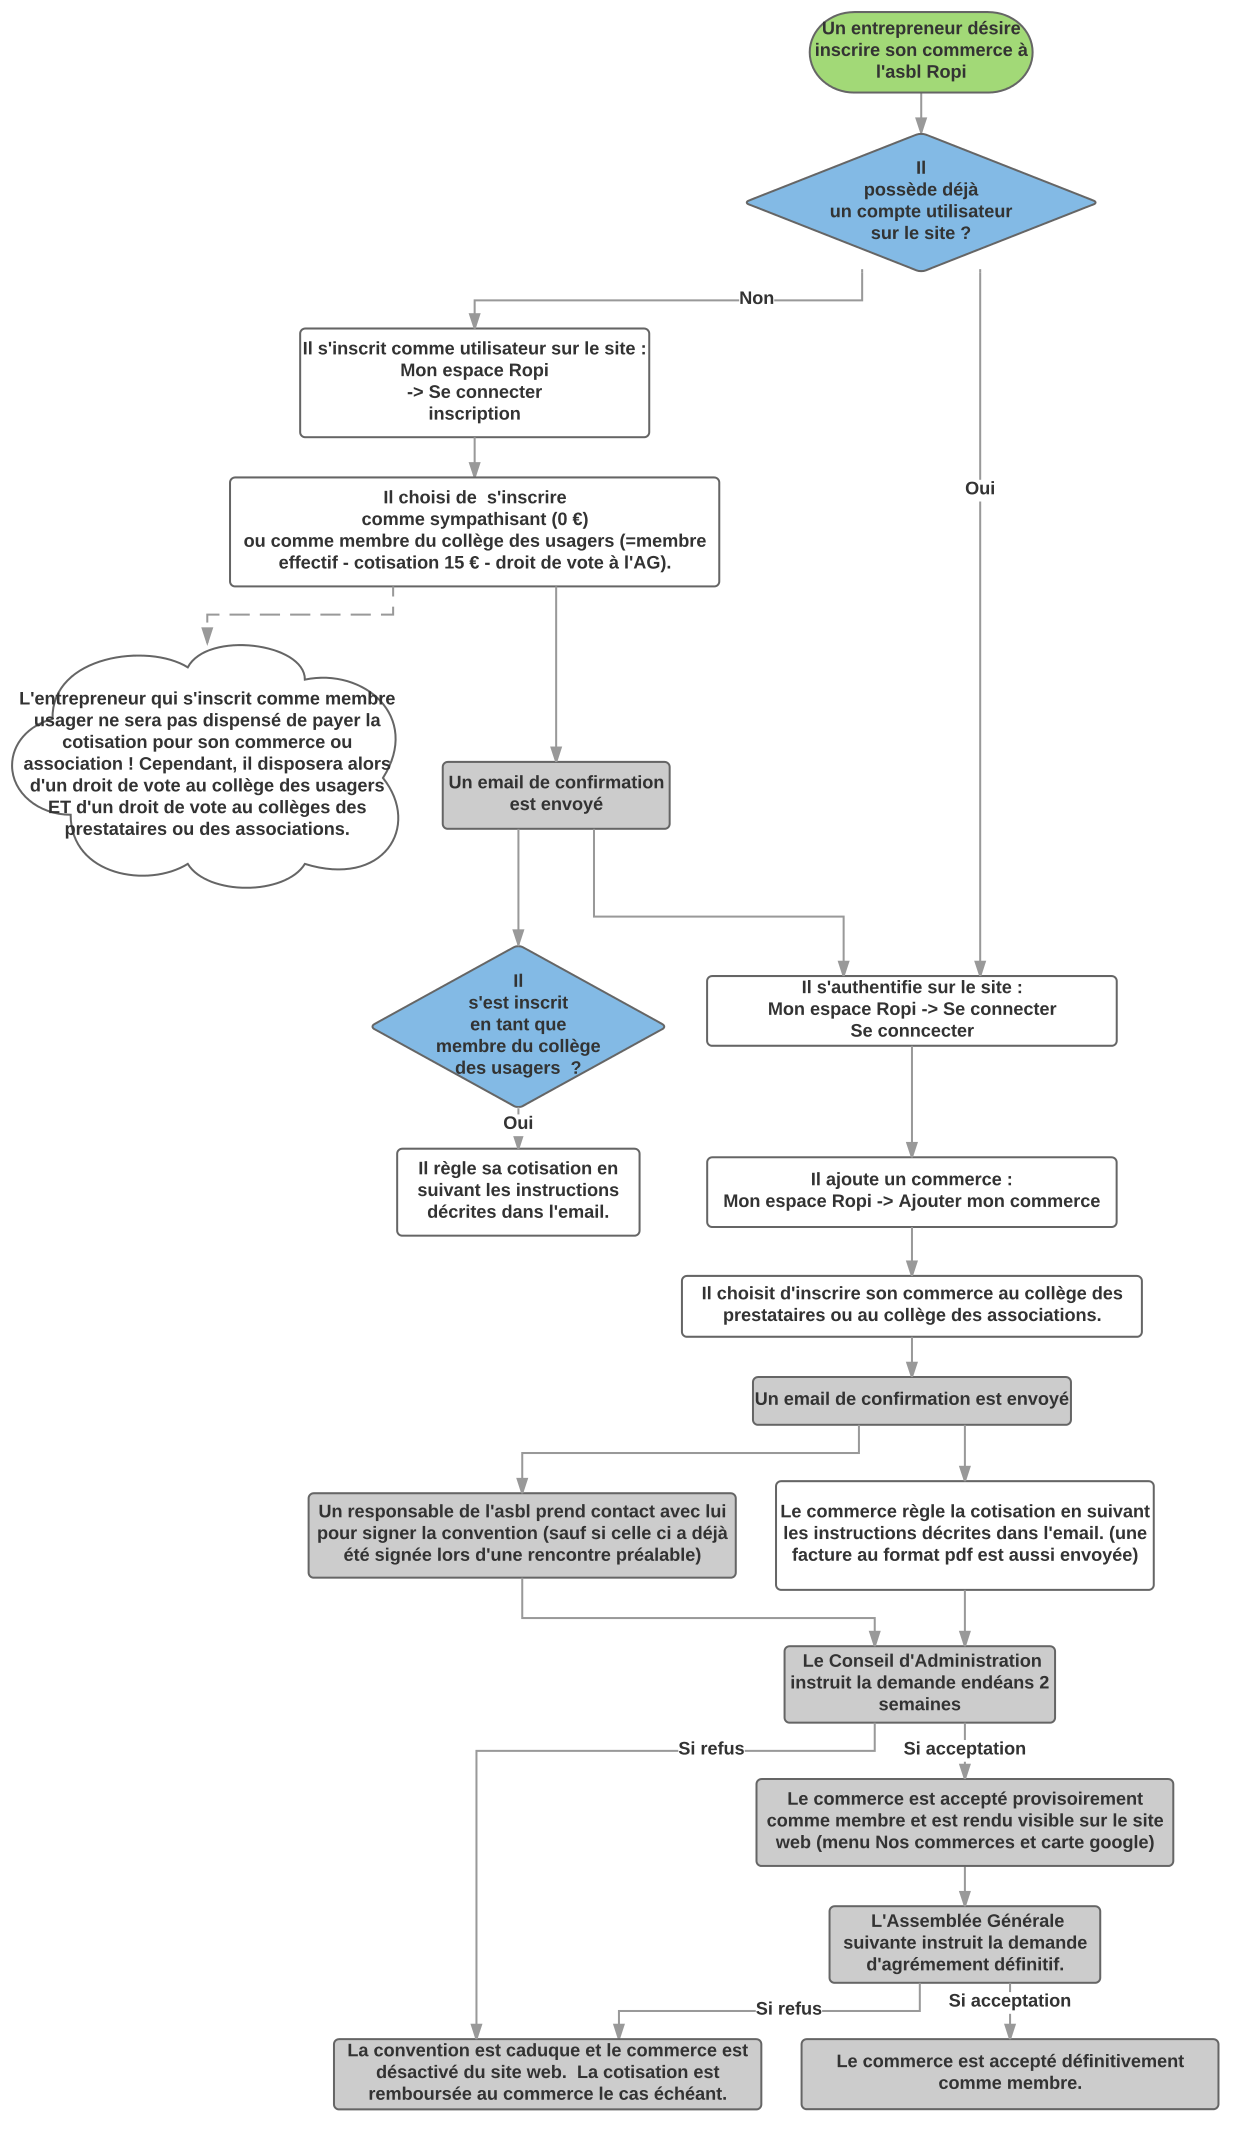 Un entrepreneur désire
inscrire son commerce à
l'asbl Ropi
Il
possède déjà
un compte utilisateur
sur le site ?
Non
Il s'inscrit comme utilisateur sur le site :
Mon espace Ropi
-> Se connecter
inscription
Il choisi de  s'inscrire
comme sympathisant (0 €)
ou comme membre du collège des usagers (=membre
effectif - cotisation 15 € - droit de vote à l'AG).
Oui
L'entrepreneur qui s'inscrit comme membre
usager ne sera pas dispensé de payer la
cotisation pour son commerce ou
association ! Cependant, il disposera alors
d'un droit de vote au collège des usagers
ET d'un droit de vote au collèges des
prestataires ou des associations.
Un email de confirmation
est envoyé
Il
s'est inscrit
en tant que
membre du collège
des usagers  ?
Oui
Il règle sa cotisation en
suivant les instructions
décrites dans l'email.
Il s'authentifie sur le site :
Mon espace Ropi -> Se connecter
Se conncecter
Il ajoute un commerce :
Mon espace Ropi -> Ajouter mon commerce
Il choisit d'inscrire son commerce au collège des
prestataires ou au collège des associations.
Un email de confirmation est envoyé
Un responsable de l'asbl prend contact avec lui
pour signer la convention (sauf si celle ci a déjà
été signée lors d'une rencontre préalable)
Le commerce règle la cotisation en suivant
les instructions décrites dans l'email. (une
facture au format pdf est aussi envoyée)
Le Conseil d'Administration
instruit la demande endéans 2
semaines
Si refus
Si acceptation
Le commerce est accepté provisoirement
comme membre et est rendu visible sur le site
web (menu Nos commerces et carte google)
L'Assemblée Générale
suivante instruit la demande
d'agrémement définitif.
Si refus
Si acceptation
La convention est caduque et le commerce est
désactivé du site web.  La cotisation est
remboursée au commerce le cas échéant.
Le commerce est accepté définitivement
comme membre.